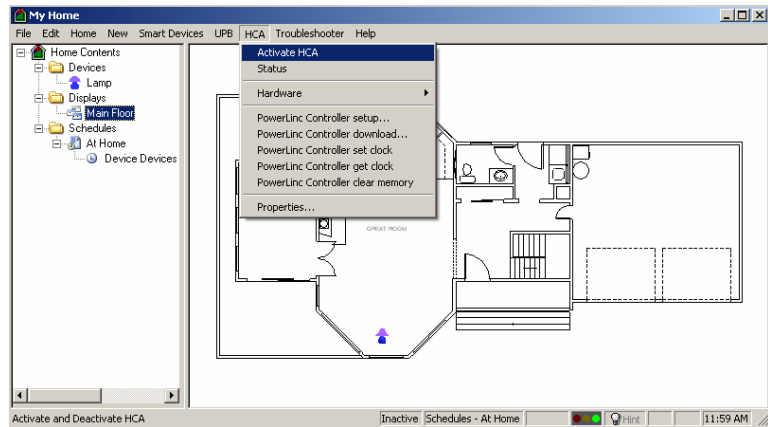 My Home
File Edit Home New Smart Devices UPB HCA Troubleshooter Help
Home Contents
Devices
Lamp
Displays
Main Floor
Schedules
At Home
Device Devices
Activate HCA
Status
Hardware
PowerLinc Controller setup...
PowerLinc Controller download...
PowerLinc Controller set clock
PowerLinc Controller get clock
PowerLinc Controller clear memory
Properties...
GREAT ROOM
Activate and Deactivate HCA Inactive Schedules - At Home Hint 11:59 AM